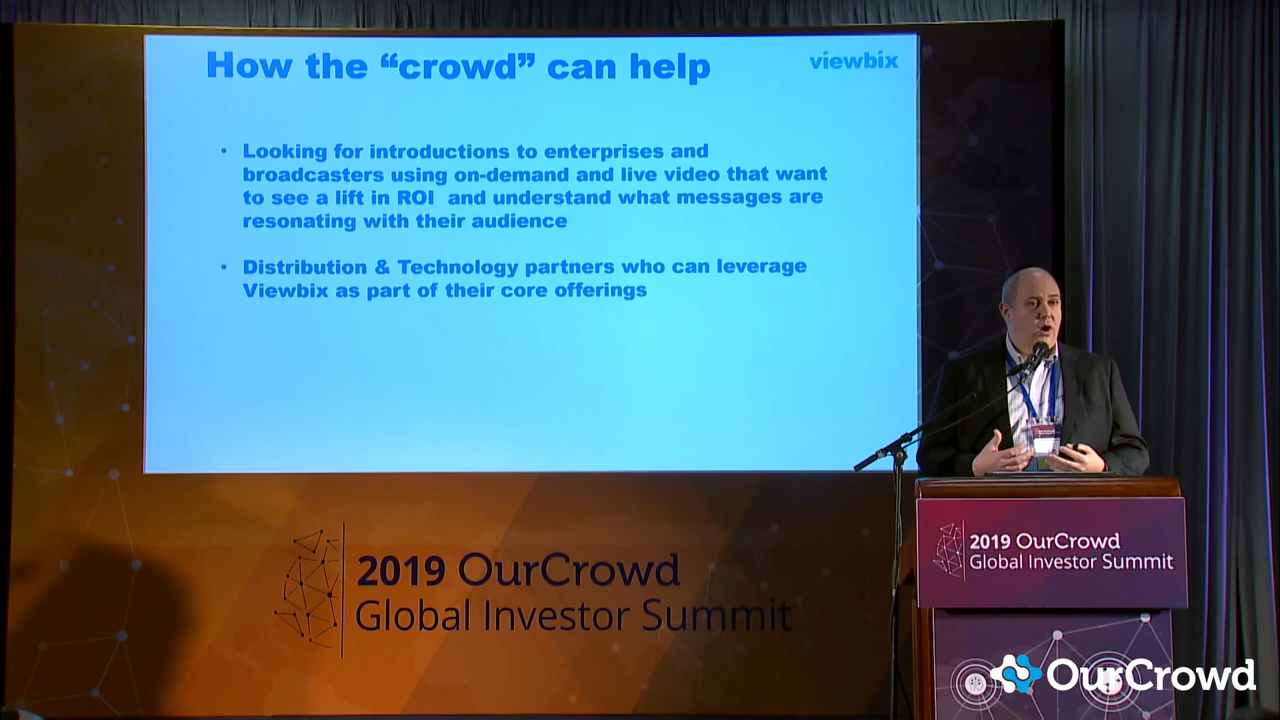 How the “crowd” can help
viewbix
• Looking for introductions to enterprises and
broadcasters using on-demand and live video that want
to see a lift in ROI and understand what messages are
resonating with their audience
• Distribution & Technology partners who can leverage
Viewbix as part of their core offerings
2019 OurCrowd
Global Investor Summit
2019 OurCrowd
Global Investor Summit
OurCrowd